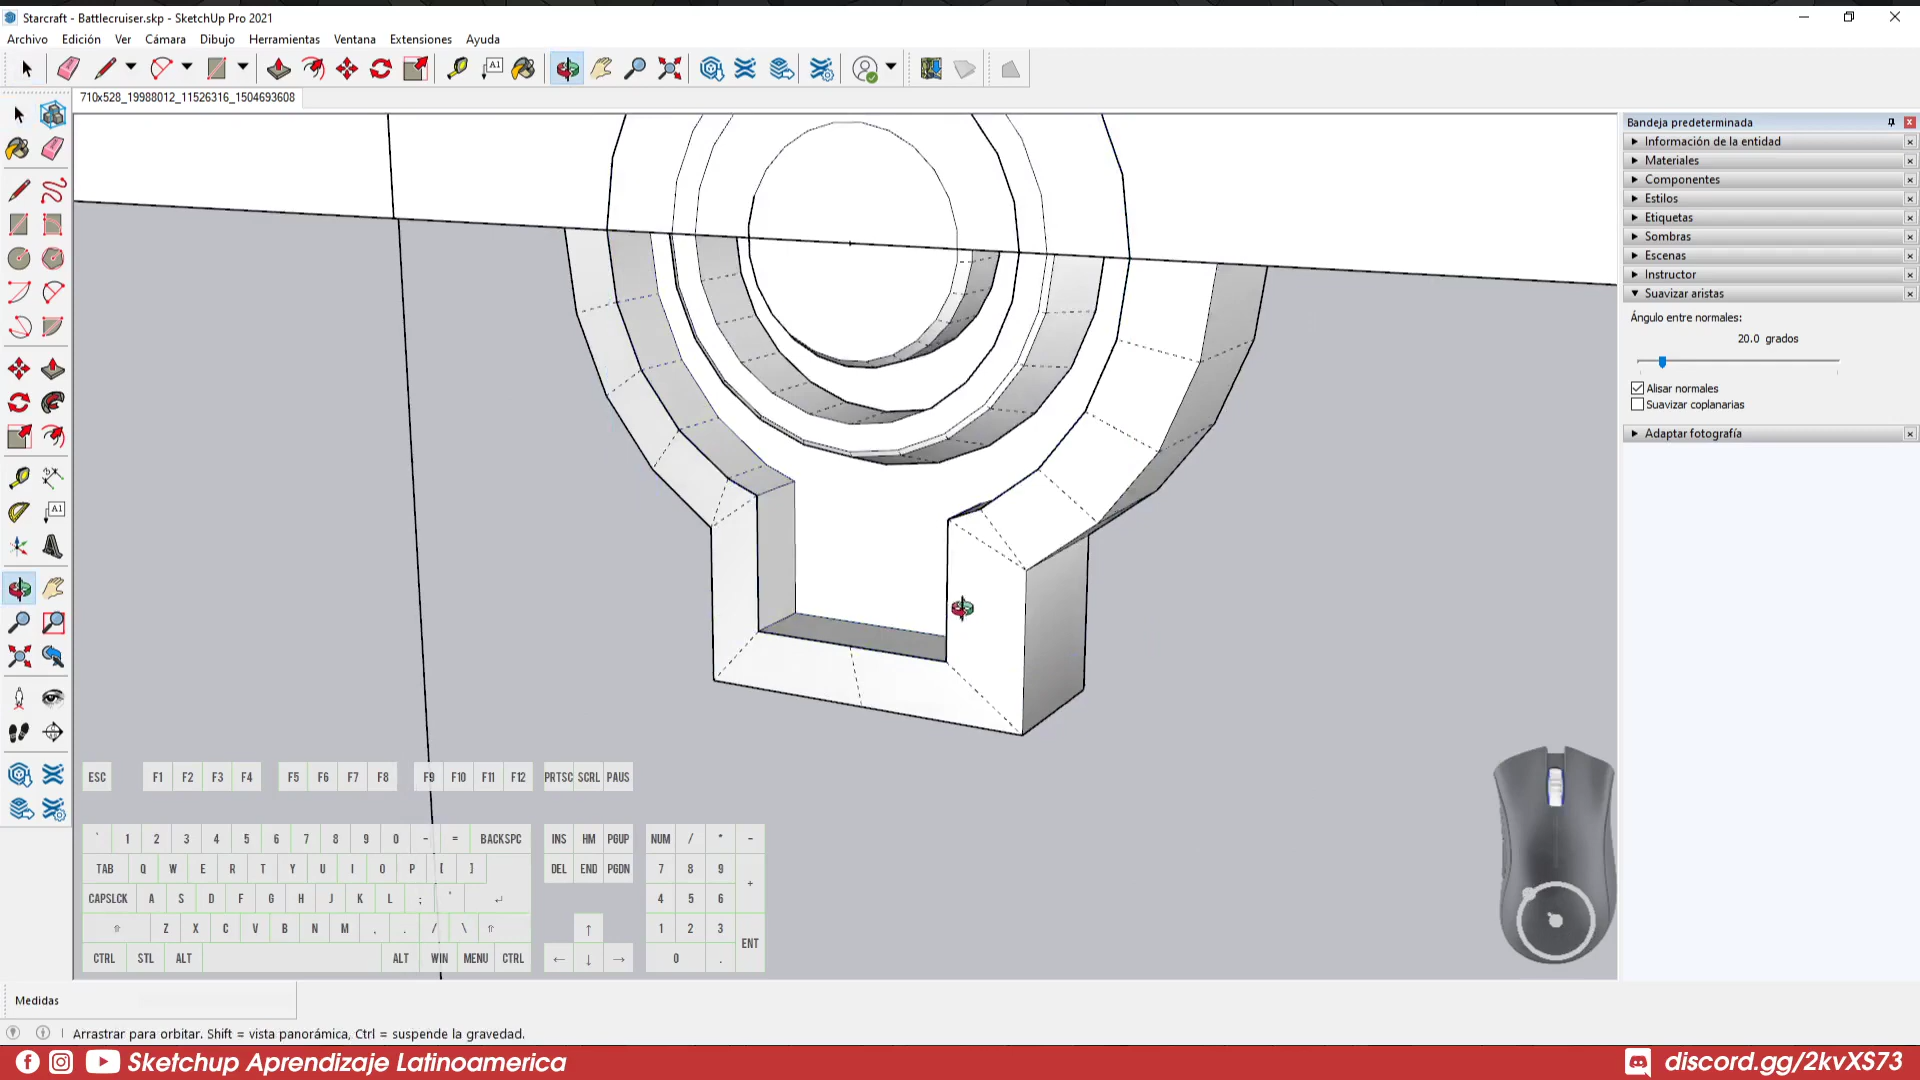 Starcraft - Battlecruiser.skp - SketchUp Pro 2021
Archivo Edición Ver Cámara Dibujo Herramientas Ventana Extensiones Ayuda
A1
710x528_19988012_11526316_1504693608
Bandeja predeterminada
Información de la entidad
Materiales
Componentes
Estilos
Etiquetas
Sombras
Escenas
Instructor
Suavizar aristas
Ángulo entre normales:
20.0 grados
Alisar normales
Suavizar coplanarias
Adaptar fotografía
A1
ESC F1 F2 F3 F4 F5 F6 F7 F8 F9 F10 F11 F12 PRTSC SCRL PAUS
` 1 2 3 4 5 6 7 8 9 0 - = BACKSPC INS HM PGUP NUM / * -
TAB Q W E R T Y U I O P [ ] DEL END PGDN 7 8 9 +
CAPSLCK A S D F G H J K L ; ' ↵ 4 5 6
⇧ Z X C V B N M , . / \ ⇧ ↑ 1 2 3 ENT
CTRL STL ALT ALT WIN MENU CTRL ← ↓ → 0 .
Medidas
Arrastrar para orbitar. Shift = vista panorámica, Ctrl = suspende la gravedad.
Sketchup Aprendizaje Latinoamerica
discord.gg/2kvXS73